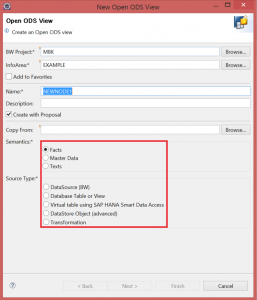 New Open ODS View
Open ODS View
Create an Open ODS view
BW Project:* MBK Browse...
InfoArea:* EXAMPLE Browse...
Add to Favorites
Name:* NEWNODE1
Description:
Create with Proposal
Copy From: Browse...
Semantics:*
Facts
Master Data
Texts
Source Type:*
DataSource (BW)
Database Table or View
Virtual table using SAP HANA Smart Data Access
DataStore Object (advanced)
Transformation
? < Back Next > Finish Cancel